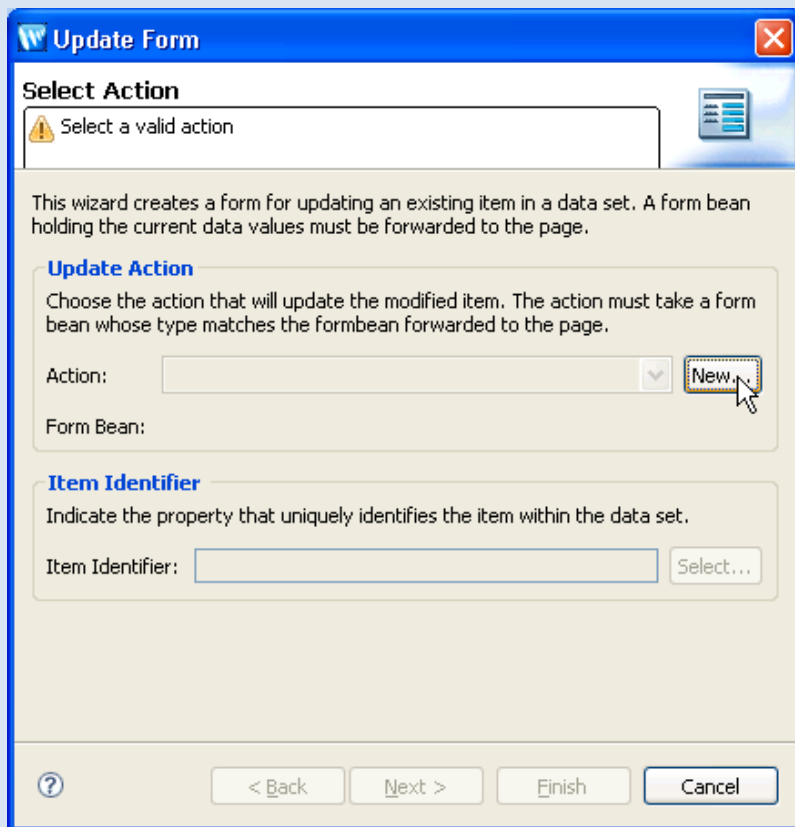 Update Form
Select Action
Select a valid action
This wizard creates a form for updating an existing item in a data set. A form bean
holding the current data values must be forwarded to the page.
Update Action
Choose the action that will update the modified item. The action must take a form
bean whose type matches the formbean forwarded to the page.
Action: New...
Form Bean:
Item Identifier
Indicate the property that uniquely identifies the item within the data set.
Item Identifier: Select...
< Back Next > Finish Cancel